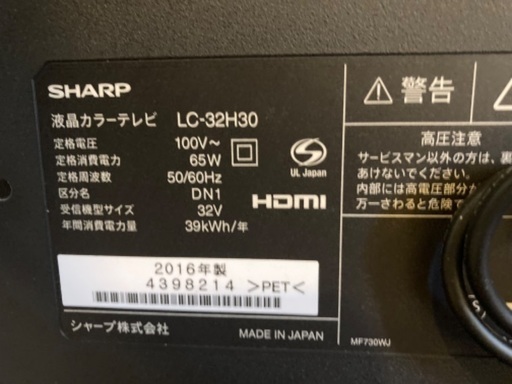 SHARP
液晶カラーテレビ LC-32H30
定格電圧 100V~
定格消費電力 65W
定格周波数 50/60Hz
区分名 DN1
受信機型サイズ 32V
年間消費電力量 39kWh/年
UL Japan
HDMI
2016年製
4398214 >PET<
シャープ株式会社 MADE IN JAPAN
警告
高圧注意
サービスマン以外の方は、裏
あけないでください。
内部には高電圧部分が
万一さわると危険で
MF730WJ